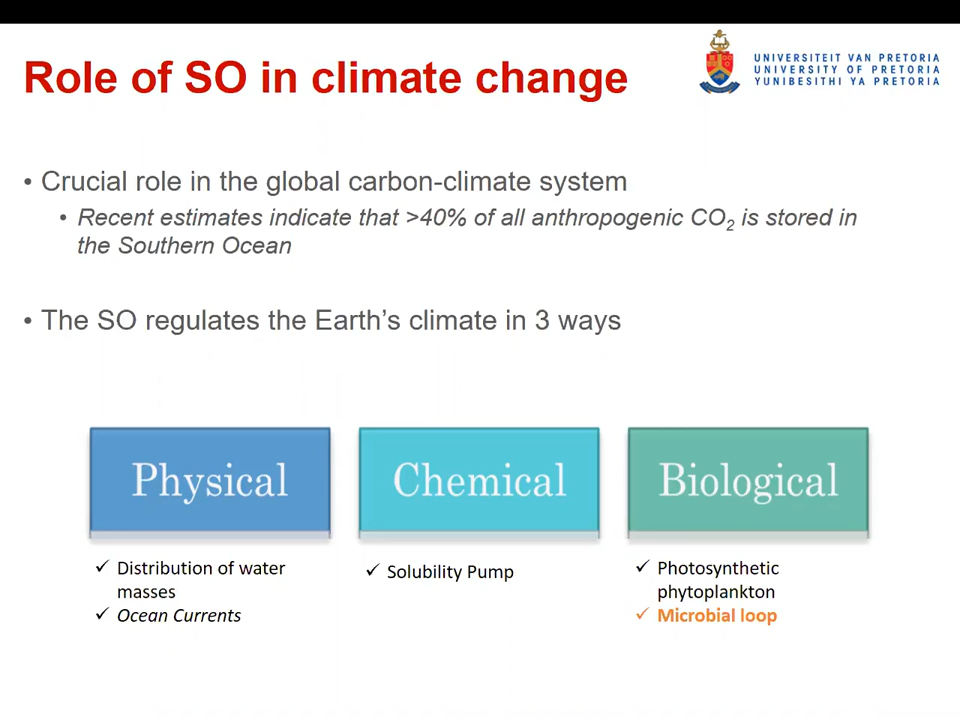 Role of SO in climate change
UNIVERSITEIT VAN PRETORIA
UNIVERSITY OF PRETORIA
YUNIBESITHI YA PRETORIA
• Crucial role in the global carbon-climate system
• Recent estimates indicate that >40% of all anthropogenic CO₂ is stored in
the Southern Ocean
• The SO regulates the Earth’s climate in 3 ways
Physical
Chemical
Biological
✓ Distribution of water
masses
✓ Ocean Currents
✓ Solubility Pump
✓ Photosynthetic
phytoplankton
✓ Microbial loop